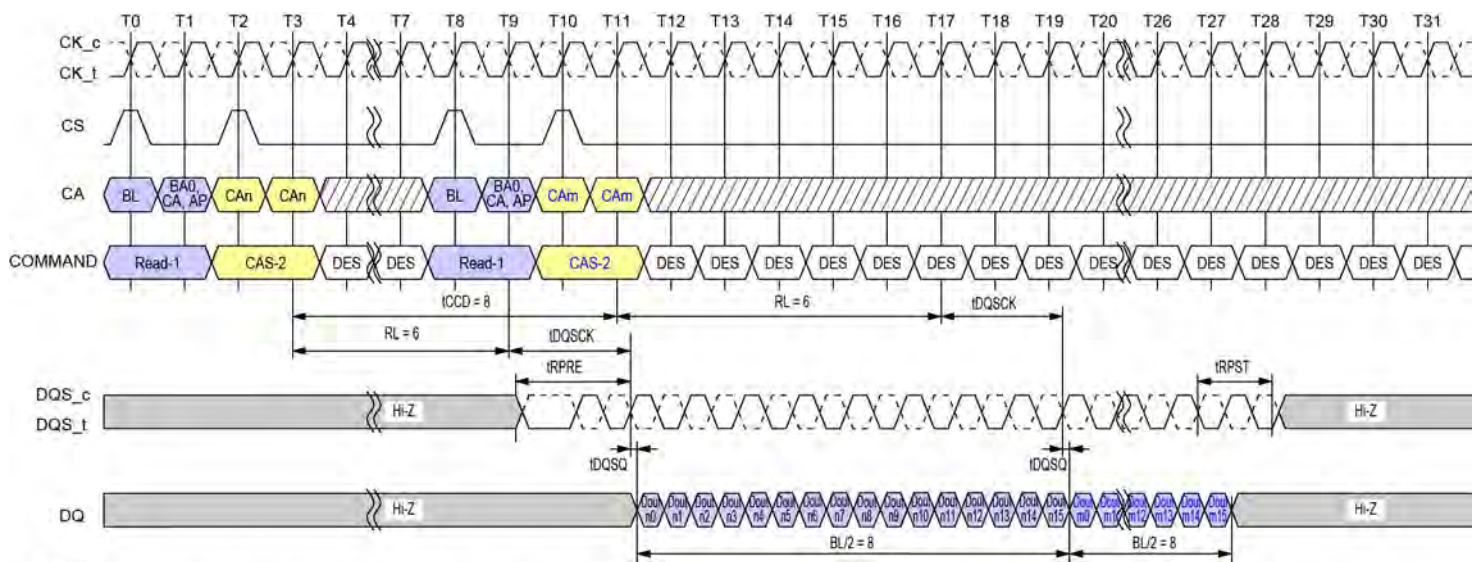 T0 T1 T2 T3 T4 T7 T8 T9 T10 T11 T12 T13 T14 T15 T16 T17 T18 T19 T20 T26 T27 T28 T29 T30 T31
CK_c
CK_t
CS
CA BL BA0, CA, AP CAn CAn BL BA0, CA, AP CAm CAm
COMMAND Read-1 CAS-2 DES DES Read-1 CAS-2 DES DES DES DES DES DES DES DES DES DES DES DES DES DES DES
tCCD = 8 RL = 6 tDQSCK
RL = 6 tDQSCK
tRPRE tRPST
DQS_c
DQS_t Hi-Z Hi-Z
tDQSQ tDQSQ
DQ Hi-Z Dout n0 Dout n1 Dout n2 Dout n3 Dout n4 Dout n5 Dout n6 Dout n7 Dout n8 Dout n9 Dout n10 Dout n11 Dout n12 Dout n13 Dout n14 Dout n15 Dout m0 Dout m1 Dout m12 Dout m13 Dout m14 Dout m15 Hi-Z
BL/2 = 8 BL/2 = 8